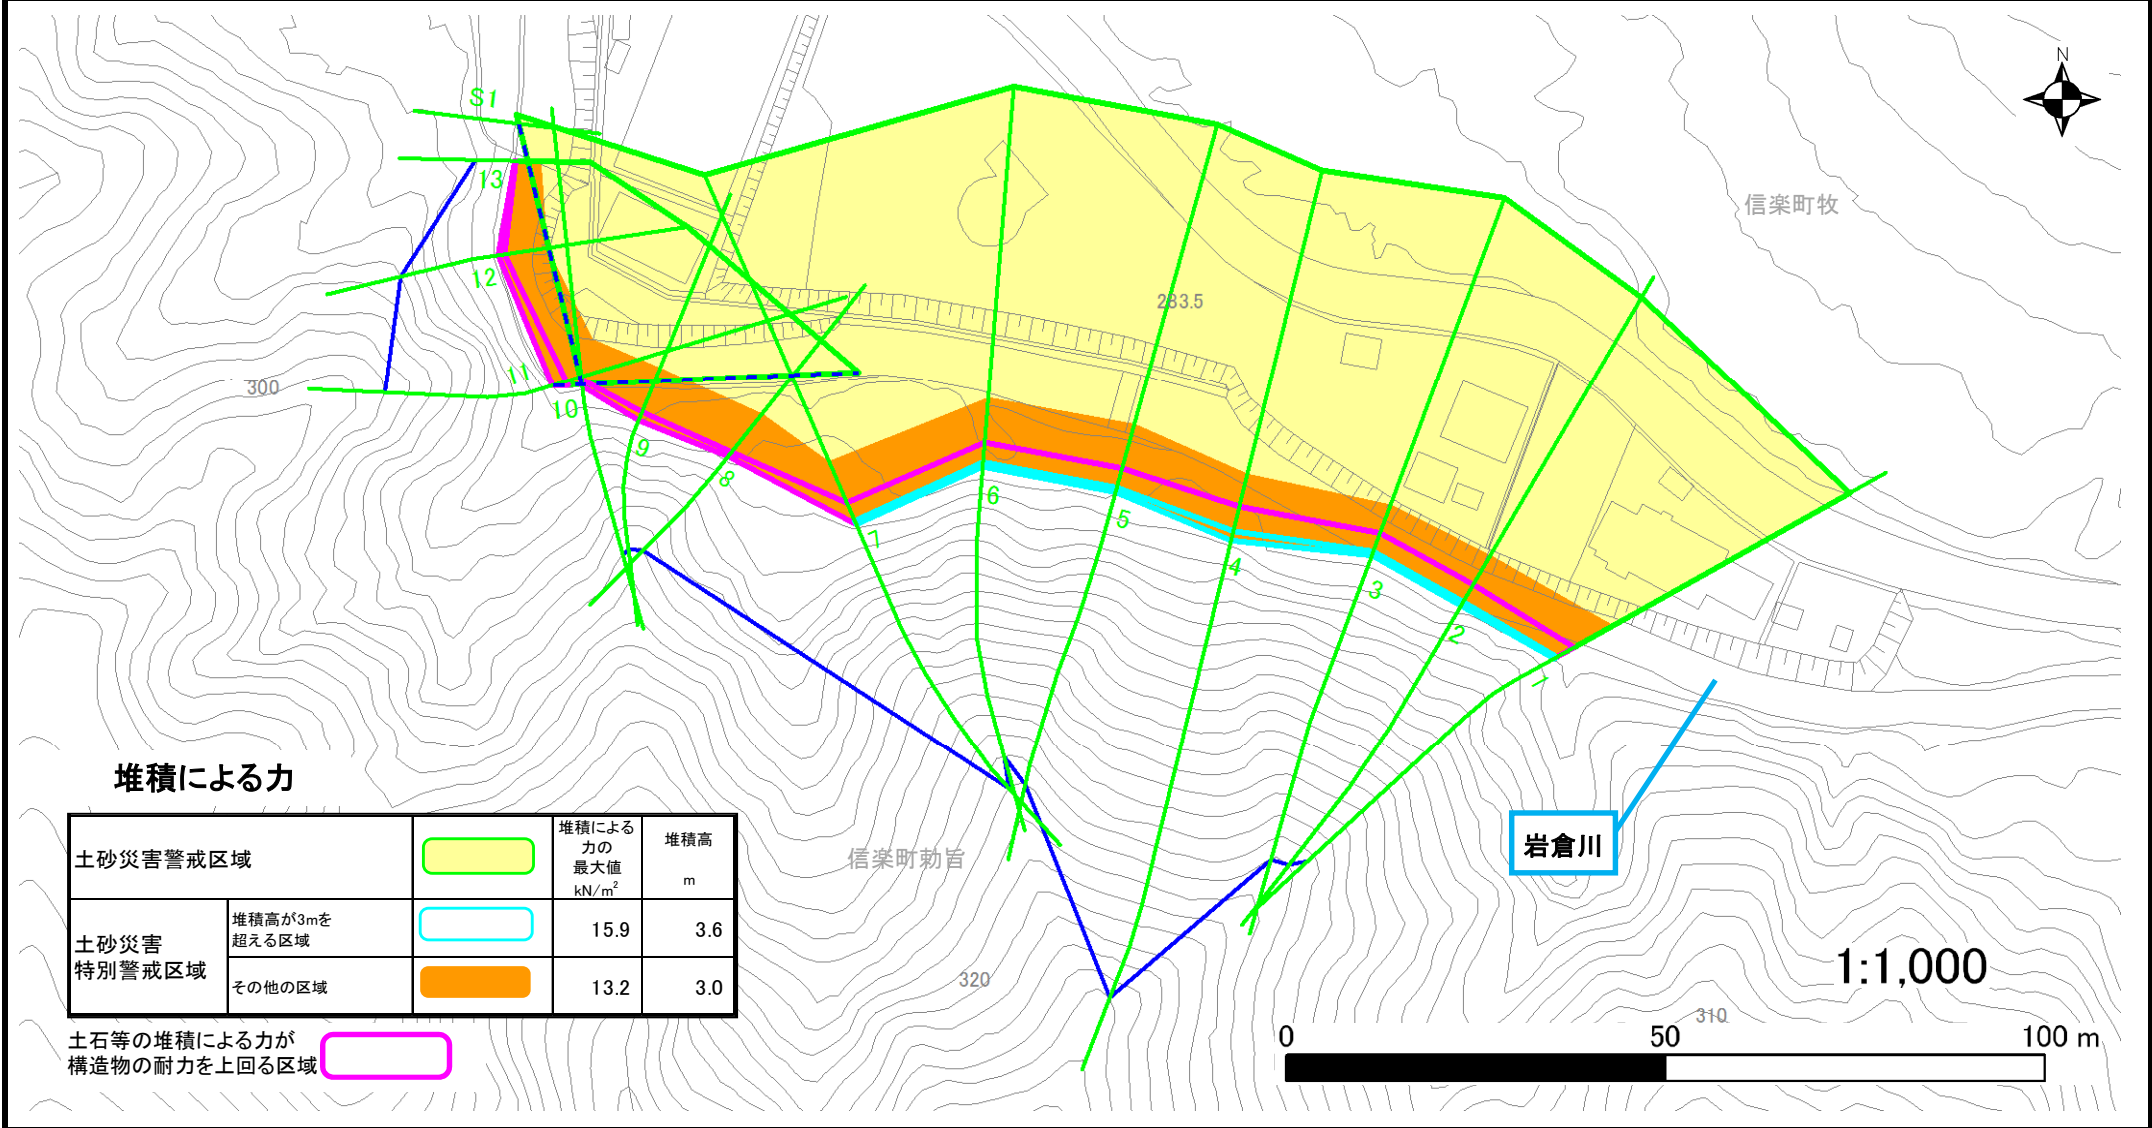 N
S1
13
信楽町牧
12
283.5
11
300
10
9
8
6
7
5
4
3
2
1
堆積による力
土砂災害警戒区域
堆積による
力の
最大値
kN/m²
堆積高
m
土砂災害
特別警戒区域
堆積高が3mを
超える区域
15.9
3.6
その他の区域
13.2
3.0
土石等の堆積による力が
構造物の耐力を上回る区域
信楽町勅旨
岩倉川
320
310
1:1,000
0
50
100 m